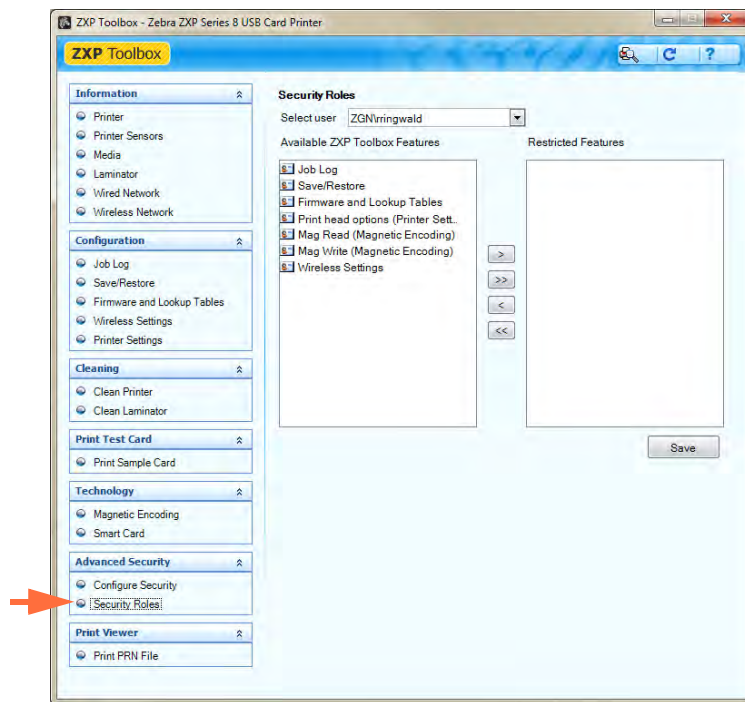 ZXP Toolbox - Zebra ZXP Series 8 USB Card Printer
ZXP Toolbox
Information
Printer
Printer Sensors
Media
Laminator
Wired Network
Wireless Network
Configuration
Job Log
Save/Restore
Firmware and Lookup Tables
Wireless Settings
Printer Settings
Cleaning
Clean Printer
Clean Laminator
Print Test Card
Print Sample Card
Technology
Magnetic Encoding
Smart Card
Advanced Security
Configure Security
Security Roles
Print Viewer
Print PRN File
Security Roles
Select user ZGN\rringwald
Available ZXP Toolbox Features
Job Log
Save/Restore
Firmware and Lookup Tables
Print head options (Printer Sett..
Mag Read (Magnetic Encoding)
Mag Write (Magnetic Encoding)
Wireless Settings
>
>>
<
<<
Restricted Features
Save